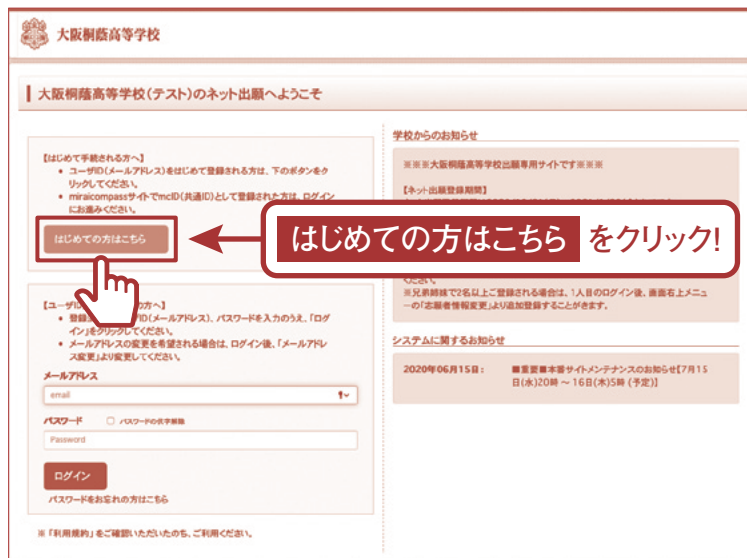 大阪桐蔭高等学校
大阪桐蔭高等学校(テスト)のネット出願へようこそ
【はじめて手続される方へ】
• ユーザID(メールアドレス)をはじめて登録される方は、下のボタンをク
リックしてください。
• miraicompassサイトでmcID(共通ID)として登録された方は、ログイン
にお進みください。
はじめての方はこちら
はじめての方はこちら をクリック!
【ユーザID
の方へ】
• 登録
ID(メールアドレス)、パスワードを入力のうえ、「ログ
イン」をクリックしてください。
• メールアドレスの変更を希望される場合は、ログイン後、「メールアドレ
ス変更」より変更してください。
メールアドレス
email
パスワード □ パスワードの伏字解除
Password
ログイン
パスワードをお忘れの方はこちら
※「利用規約」をご確認いただいたのち、ご利用ください。
学校からのお知らせ
※※※大阪桐蔭高等学校出願専用サイトです※※※
【ネット出願登録期間】
ください。
※兄弟姉妹で2名以上ご登録される場合は、1人目のログイン後、画面右上メニュ
ーの「志願者情報変更」より追加登録することができます。
システムに関するお知らせ
2020年06月15日: ■重要■本番サイトメンテナンスのお知らせ【7月15
日(水)20時 ~ 16日(木)5時 (予定)】